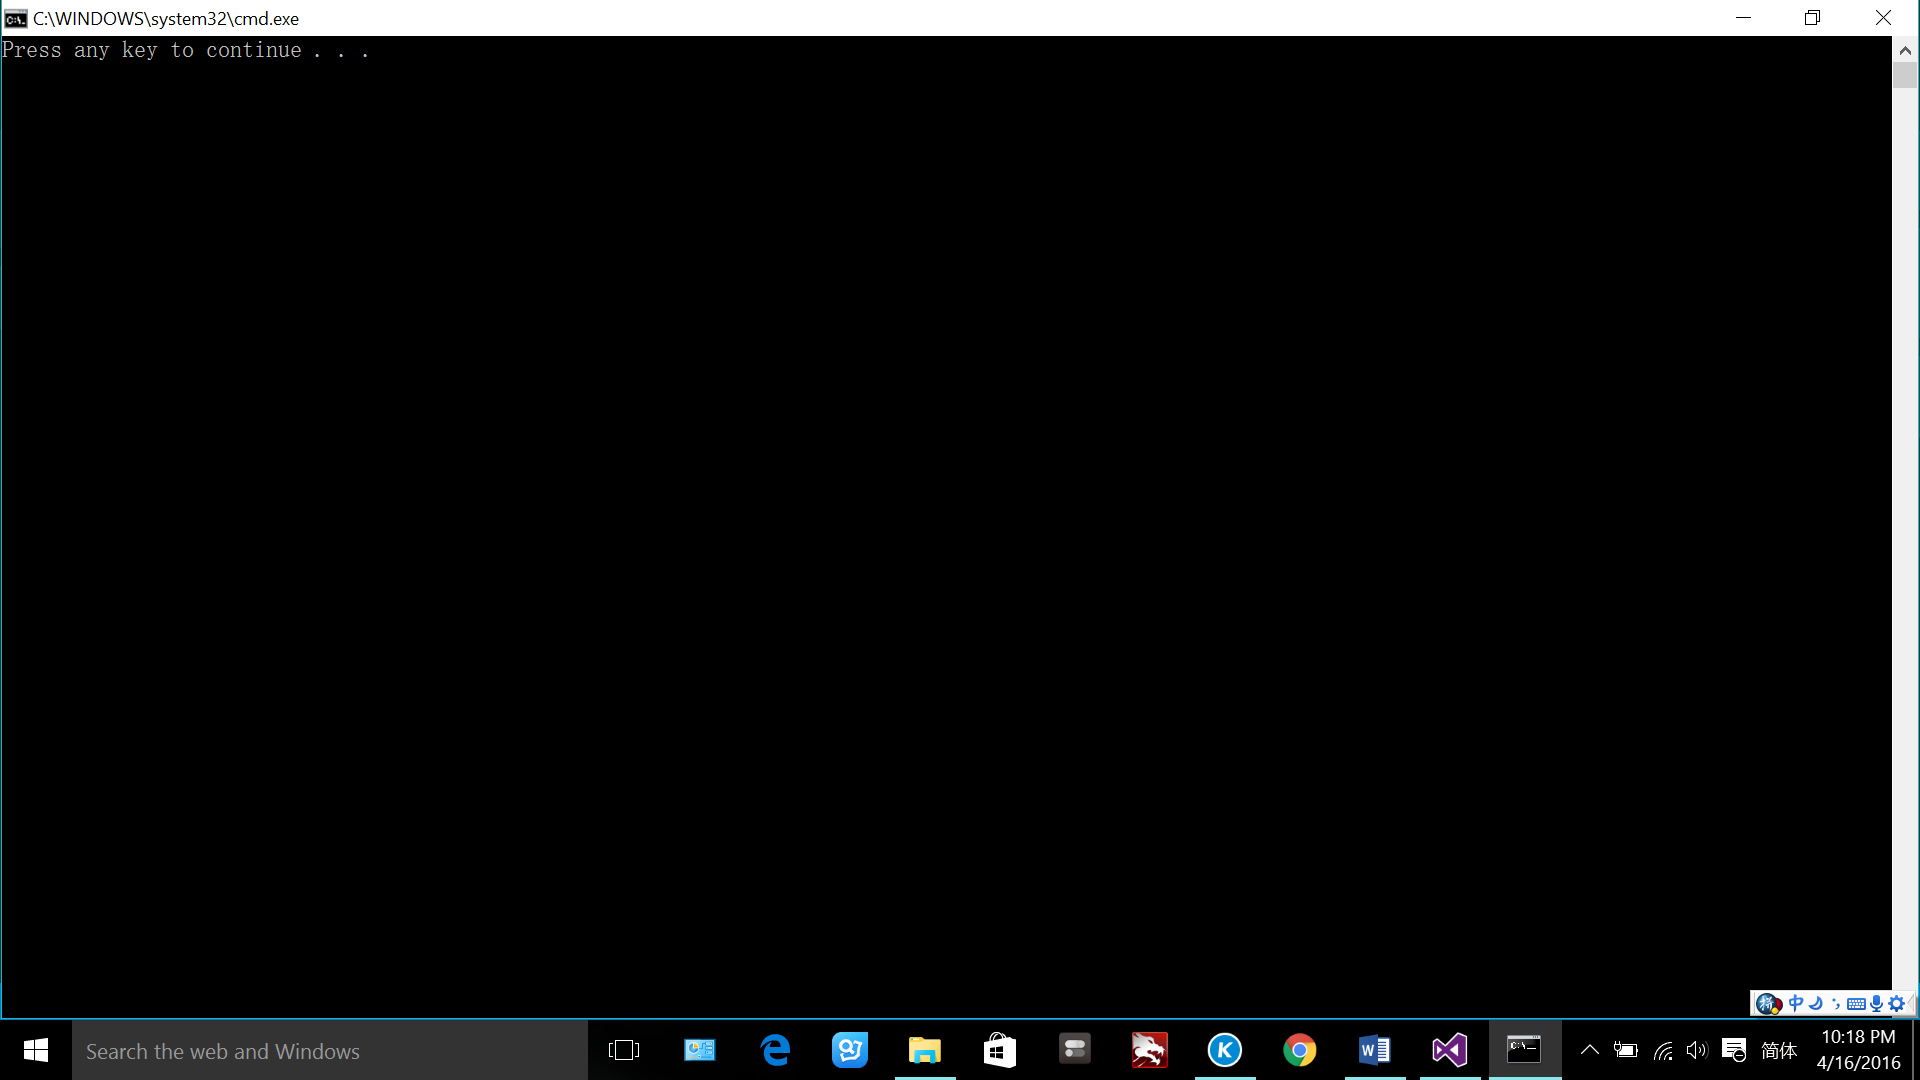 C:\WINDOWS\system32\cmd.exe
Press any key to continue . . .
中
Search the web and Windows
简体
10:18 PM
4/16/2016